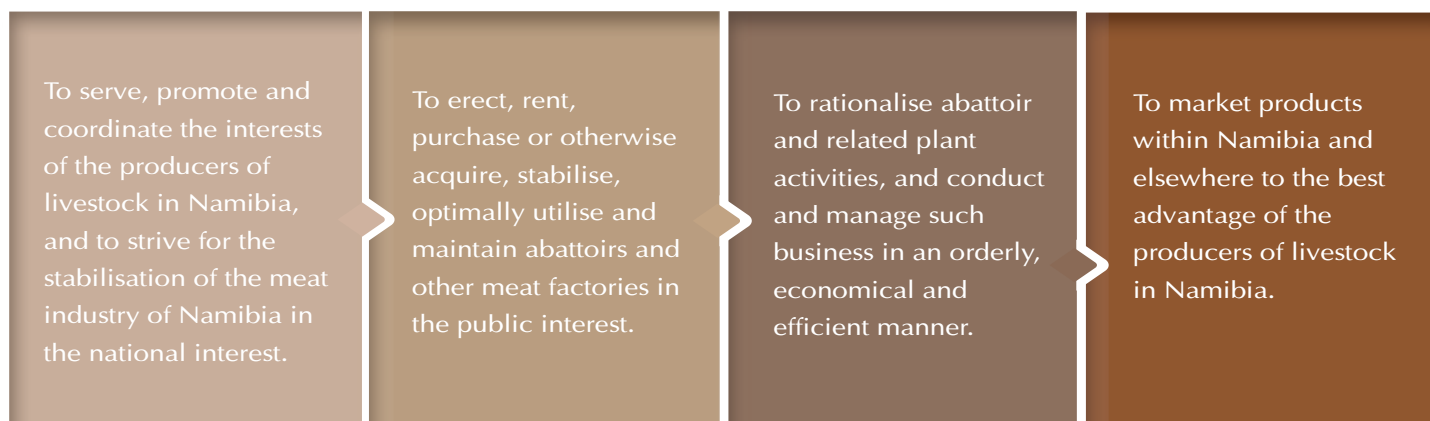 To serve, promote and
coordinate the interests
of the producers of
livestock in Namibia,
and to strive for the
stabilisation of the meat
industry of Namibia in
the national interest.
To erect, rent,
purchase or otherwise
acquire, stabilise,
optimally utilise and
maintain abattoirs and
other meat factories in
the public interest.
To rationalise abattoir
and related plant
activities, and conduct
and manage such
business in an orderly,
economical and
efficient manner.
To market products
within Namibia and
elsewhere to the best
advantage of the
producers of livestock
in Namibia.